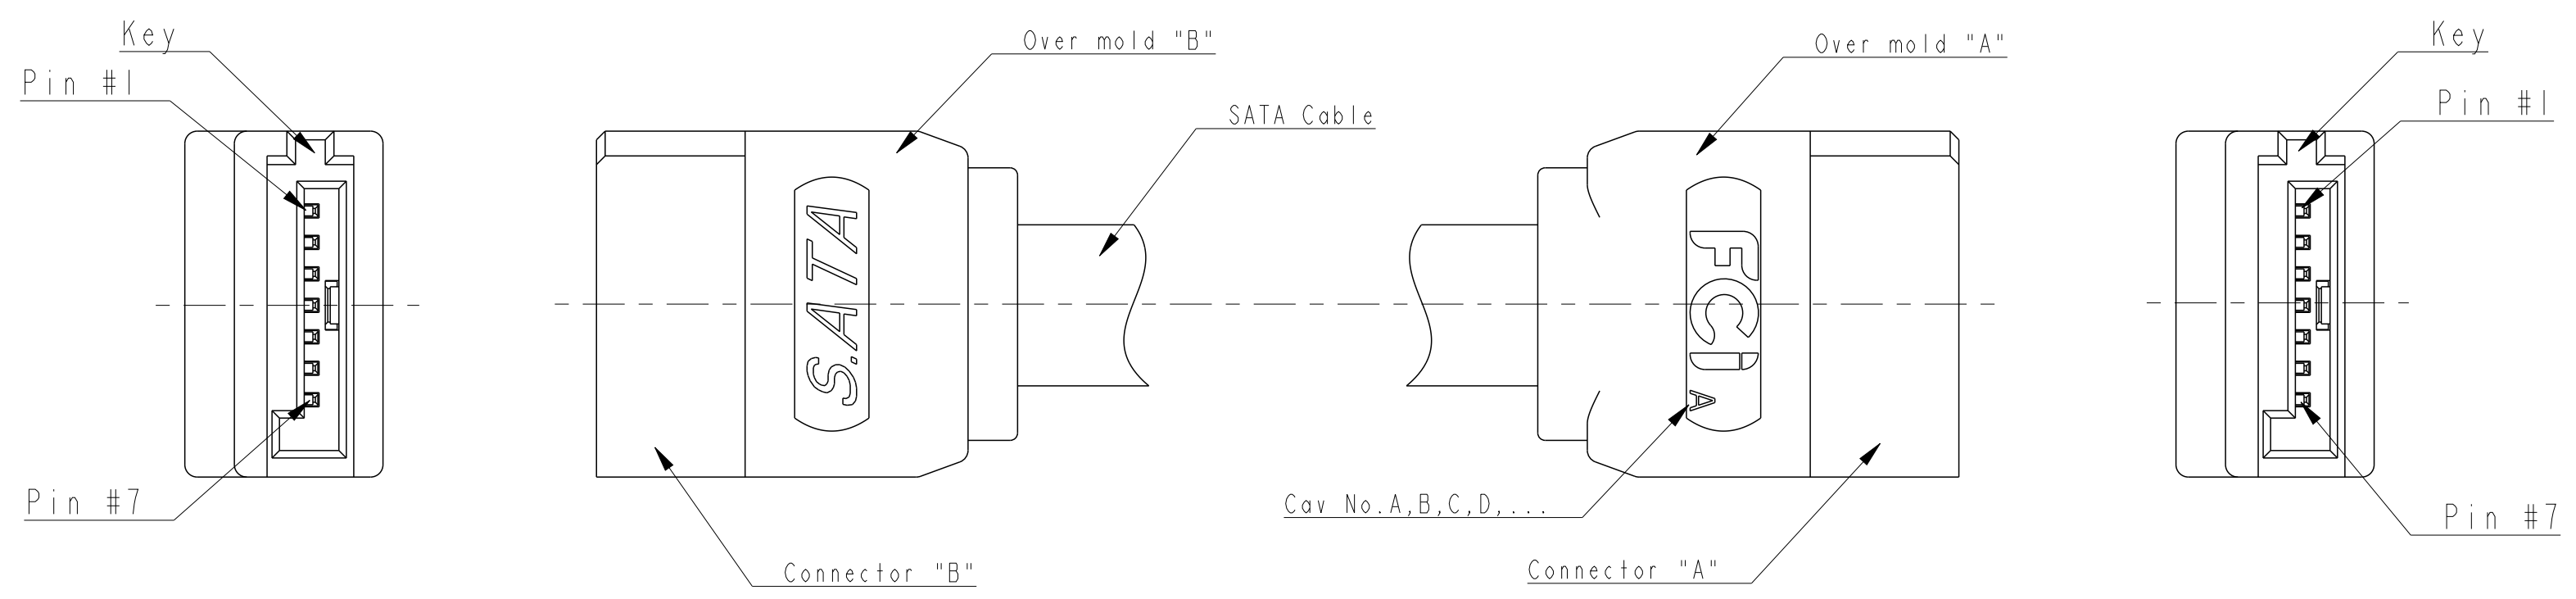 Key
Pin #1
Over mold "B"
SATA Cable
Over mold "A"
Key
Pin #1
S.ATA
FCi
A
Pin #7
Cav No.A,B,C,D,...
Pin #7
Connector "B"
Connector "A"